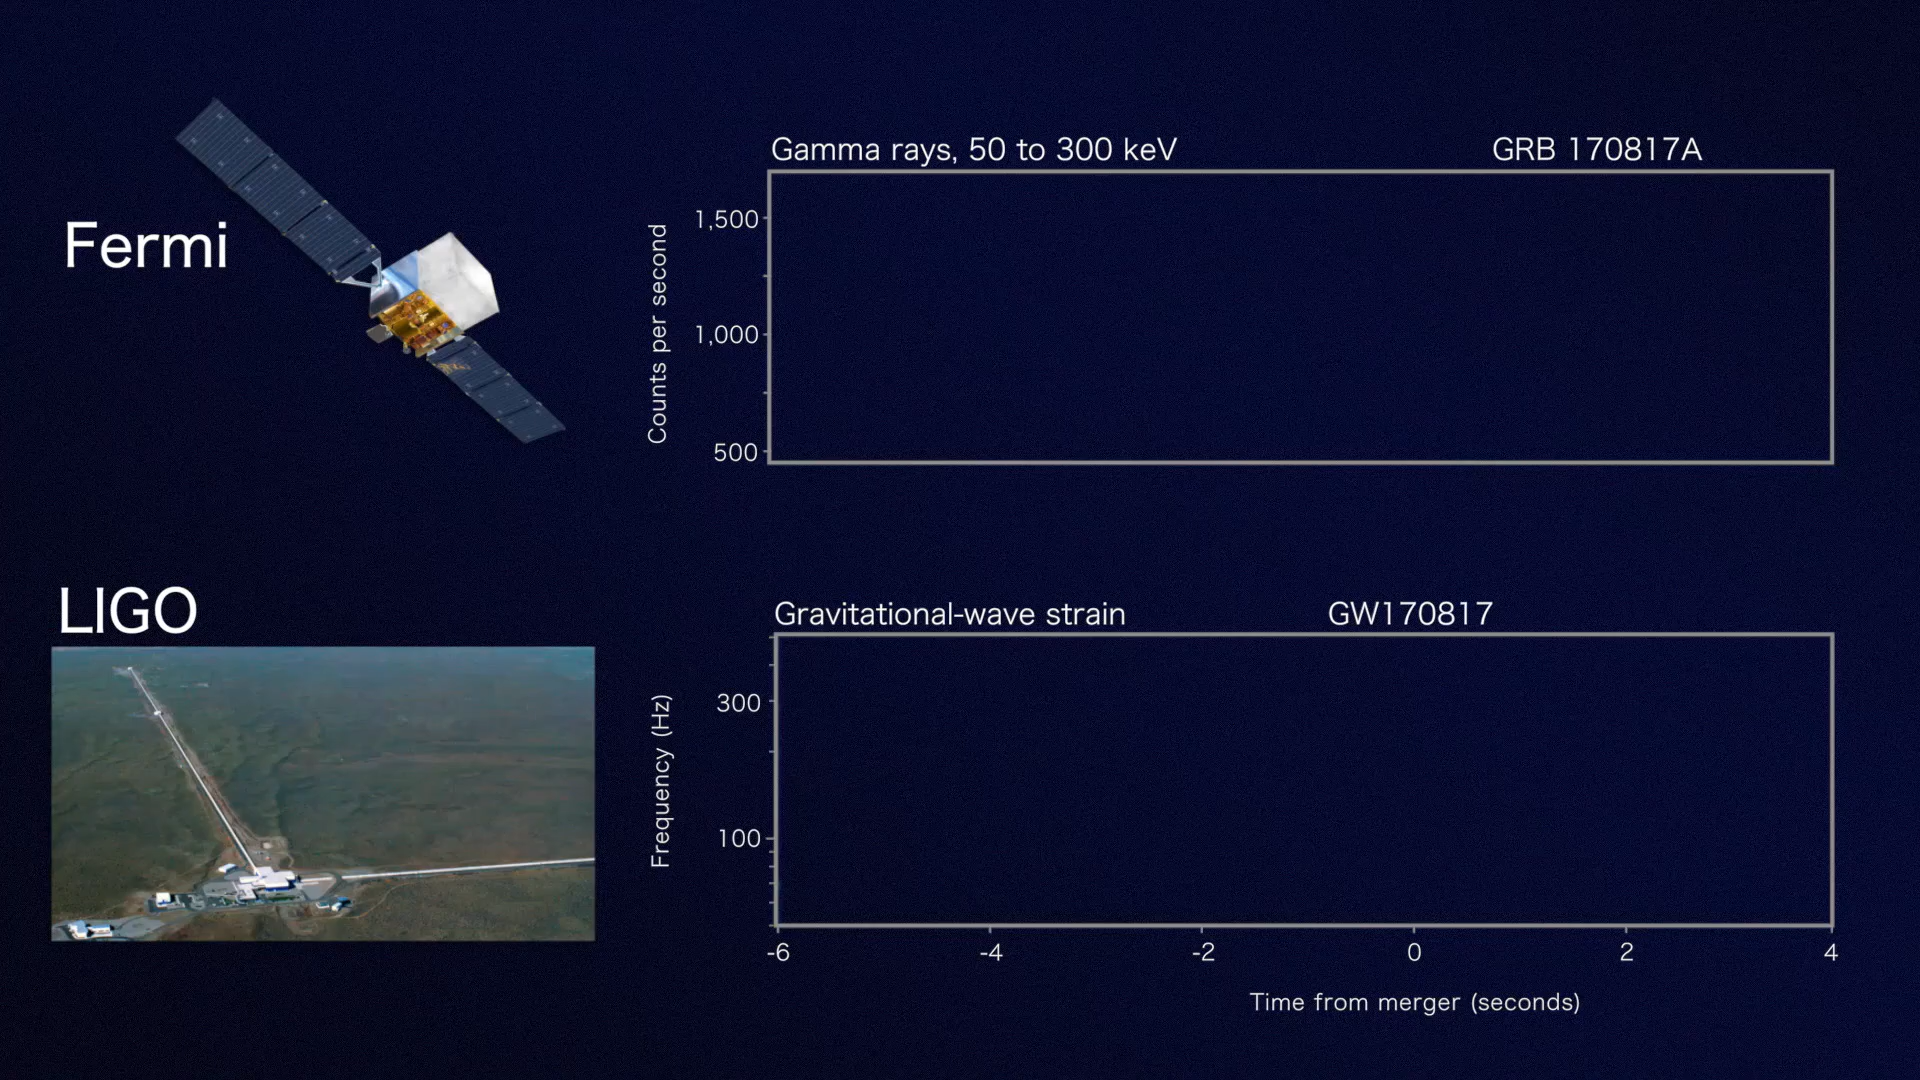 Fermi
Gamma rays, 50 to 300 keV
GRB 170817A
Counts per second
1,500
1,000
500
LIGO
Gravitational-wave strain
GW170817
Frequency (Hz)
300
100
-6 -4 -2 0 2 4
Time from merger (seconds)